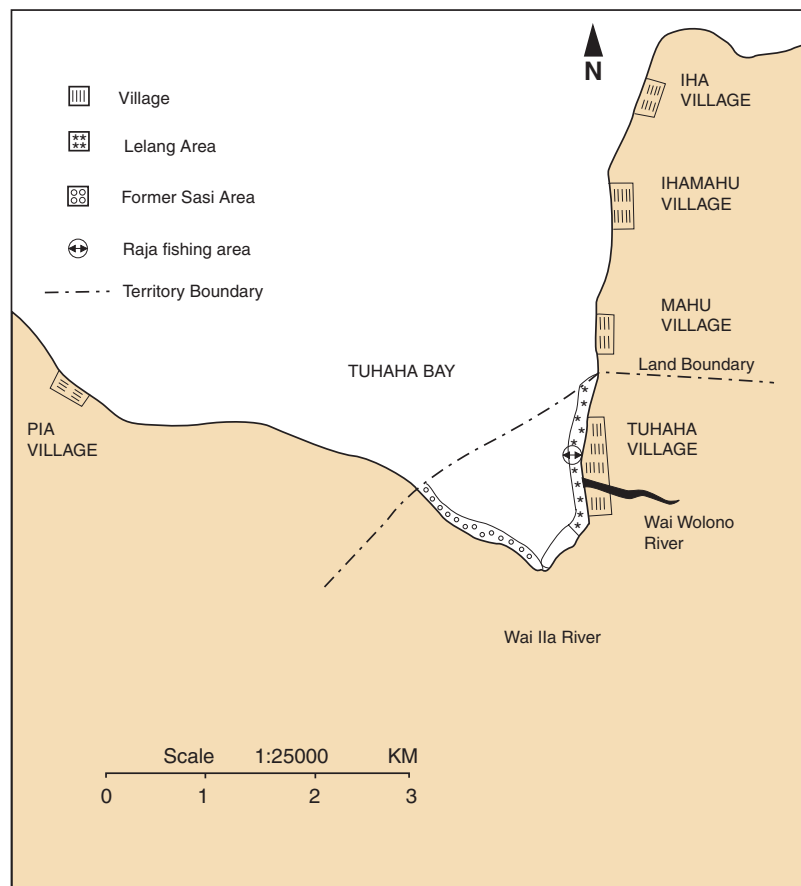 N
Village
Lelang Area
Former Sasi Area
Raja fishing area
Territory Boundary
IHA
VILLAGE
IHAMAHU
VILLAGE
MAHU
VILLAGE
Land Boundary
TUHAHA BAY
PIA
VILLAGE
TUHAHA
VILLAGE
Wai Wolono
River
Wai Ila River
Scale 1:25000 KM
0 1 2 3